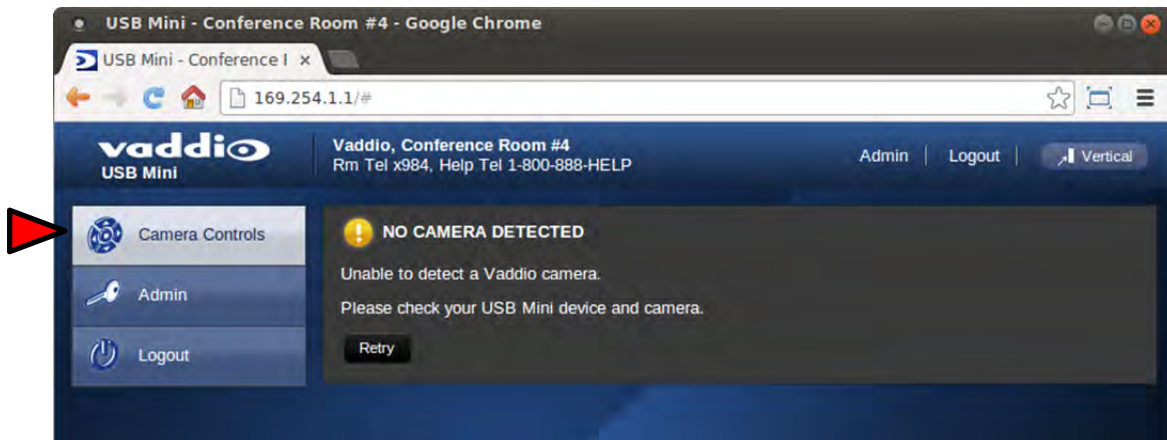 USB Mini - Conference Room #4 - Google Chrome
USB Mini - Conference I
169.254.1.1/#
vaddio
USB Mini
Vaddio, Conference Room #4
Rm Tel x984, Help Tel 1-800-888-HELP
Admin
Logout
Vertical
Camera Controls
Admin
Logout
NO CAMERA DETECTED
Unable to detect a Vaddio camera.
Please check your USB Mini device and camera.
Retry